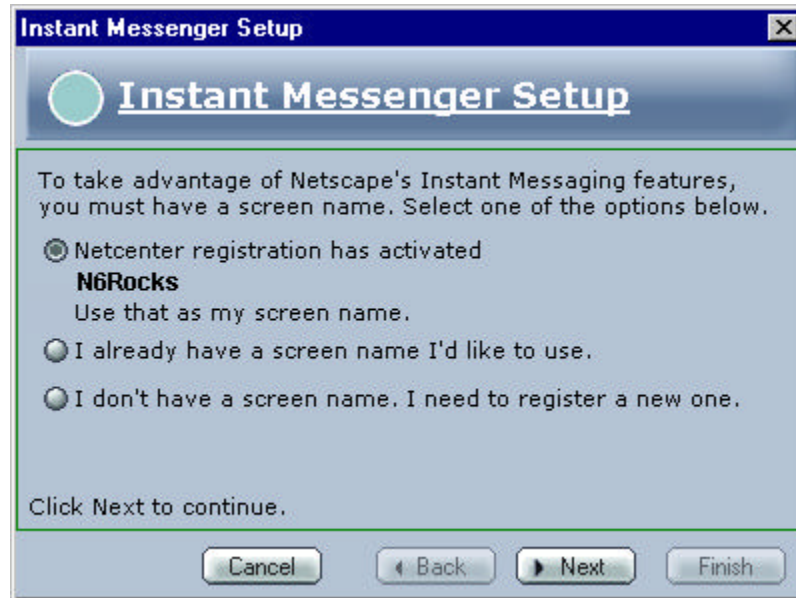 Instant Messenger Setup
Instant Messenger Setup
To take advantage of Netscape's Instant Messaging features,
you must have a screen name. Select one of the options below.
Netcenter registration has activated
N6Rocks
Use that as my screen name.
I already have a screen name I'd like to use.
I don't have a screen name. I need to register a new one.
Click Next to continue.
Cancel Back Next Finish